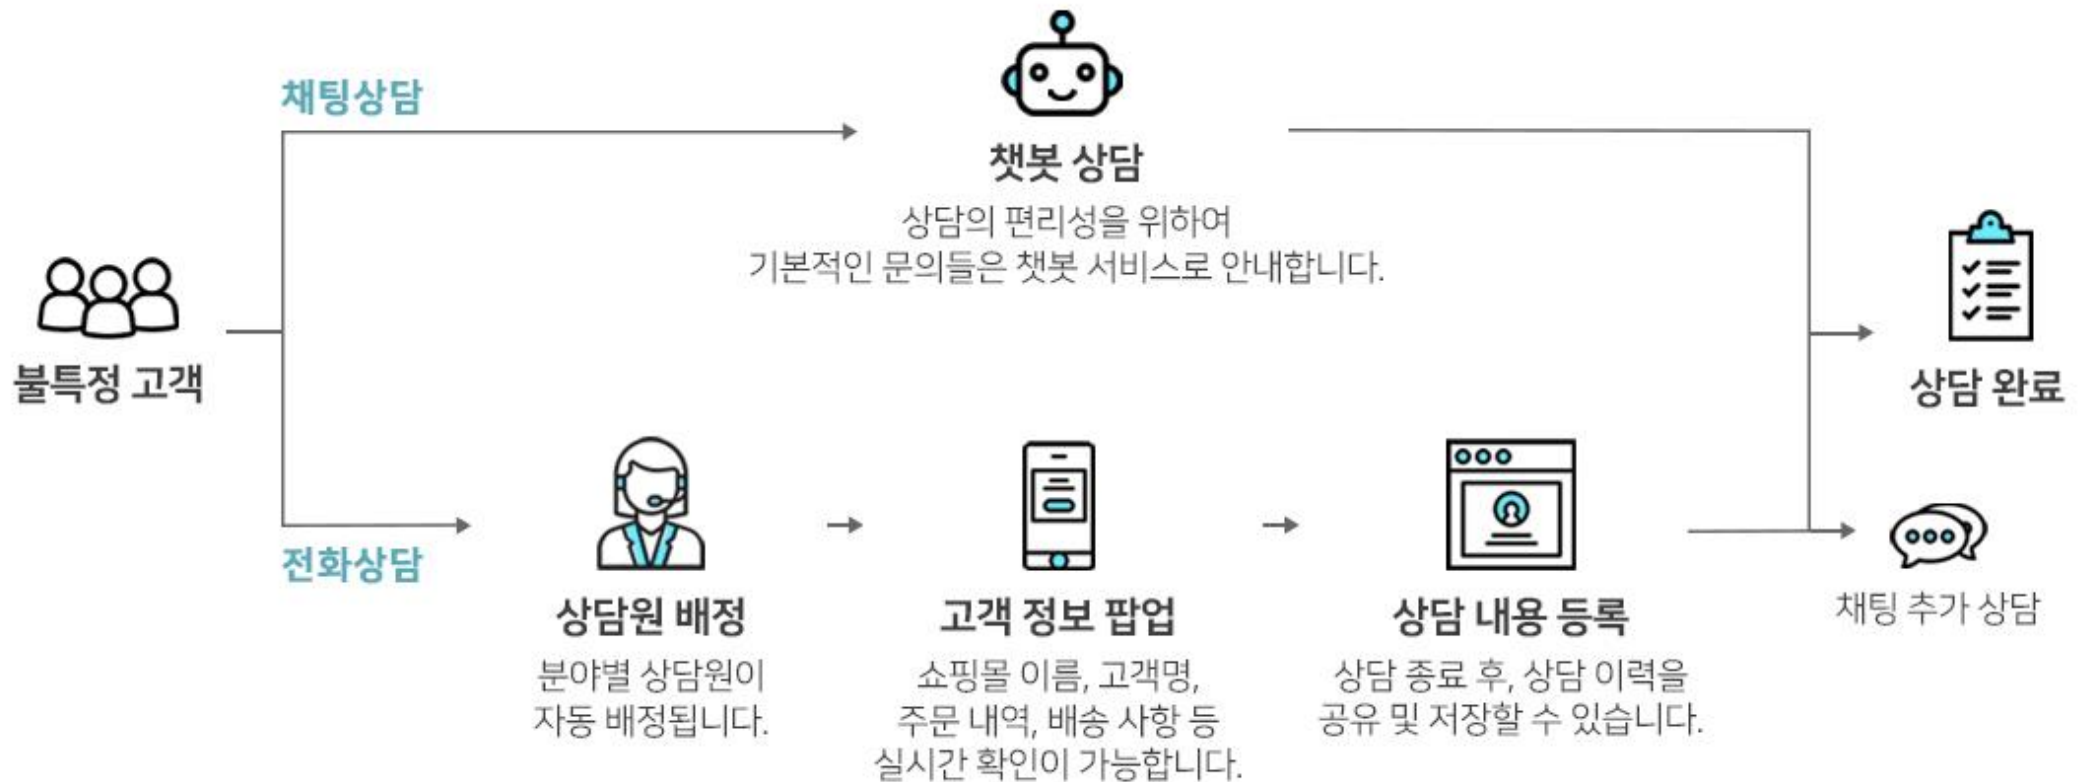 채팅상담
챗봇 상담
상담의 편리성을 위하여
기본적인 문의들은 챗봇 서비스로 안내합니다.
불특정 고객
상담 완료
전화상담
상담원 배정
분야별 상담원이
자동 배정됩니다.
고객 정보 팝업
쇼핑몰 이름, 고객명,
주문 내역, 배송 사항 등
실시간 확인이 가능합니다.
상담 내용 등록
상담 종료 후, 상담 이력을
공유 및 저장할 수 있습니다.
채팅 추가 상담